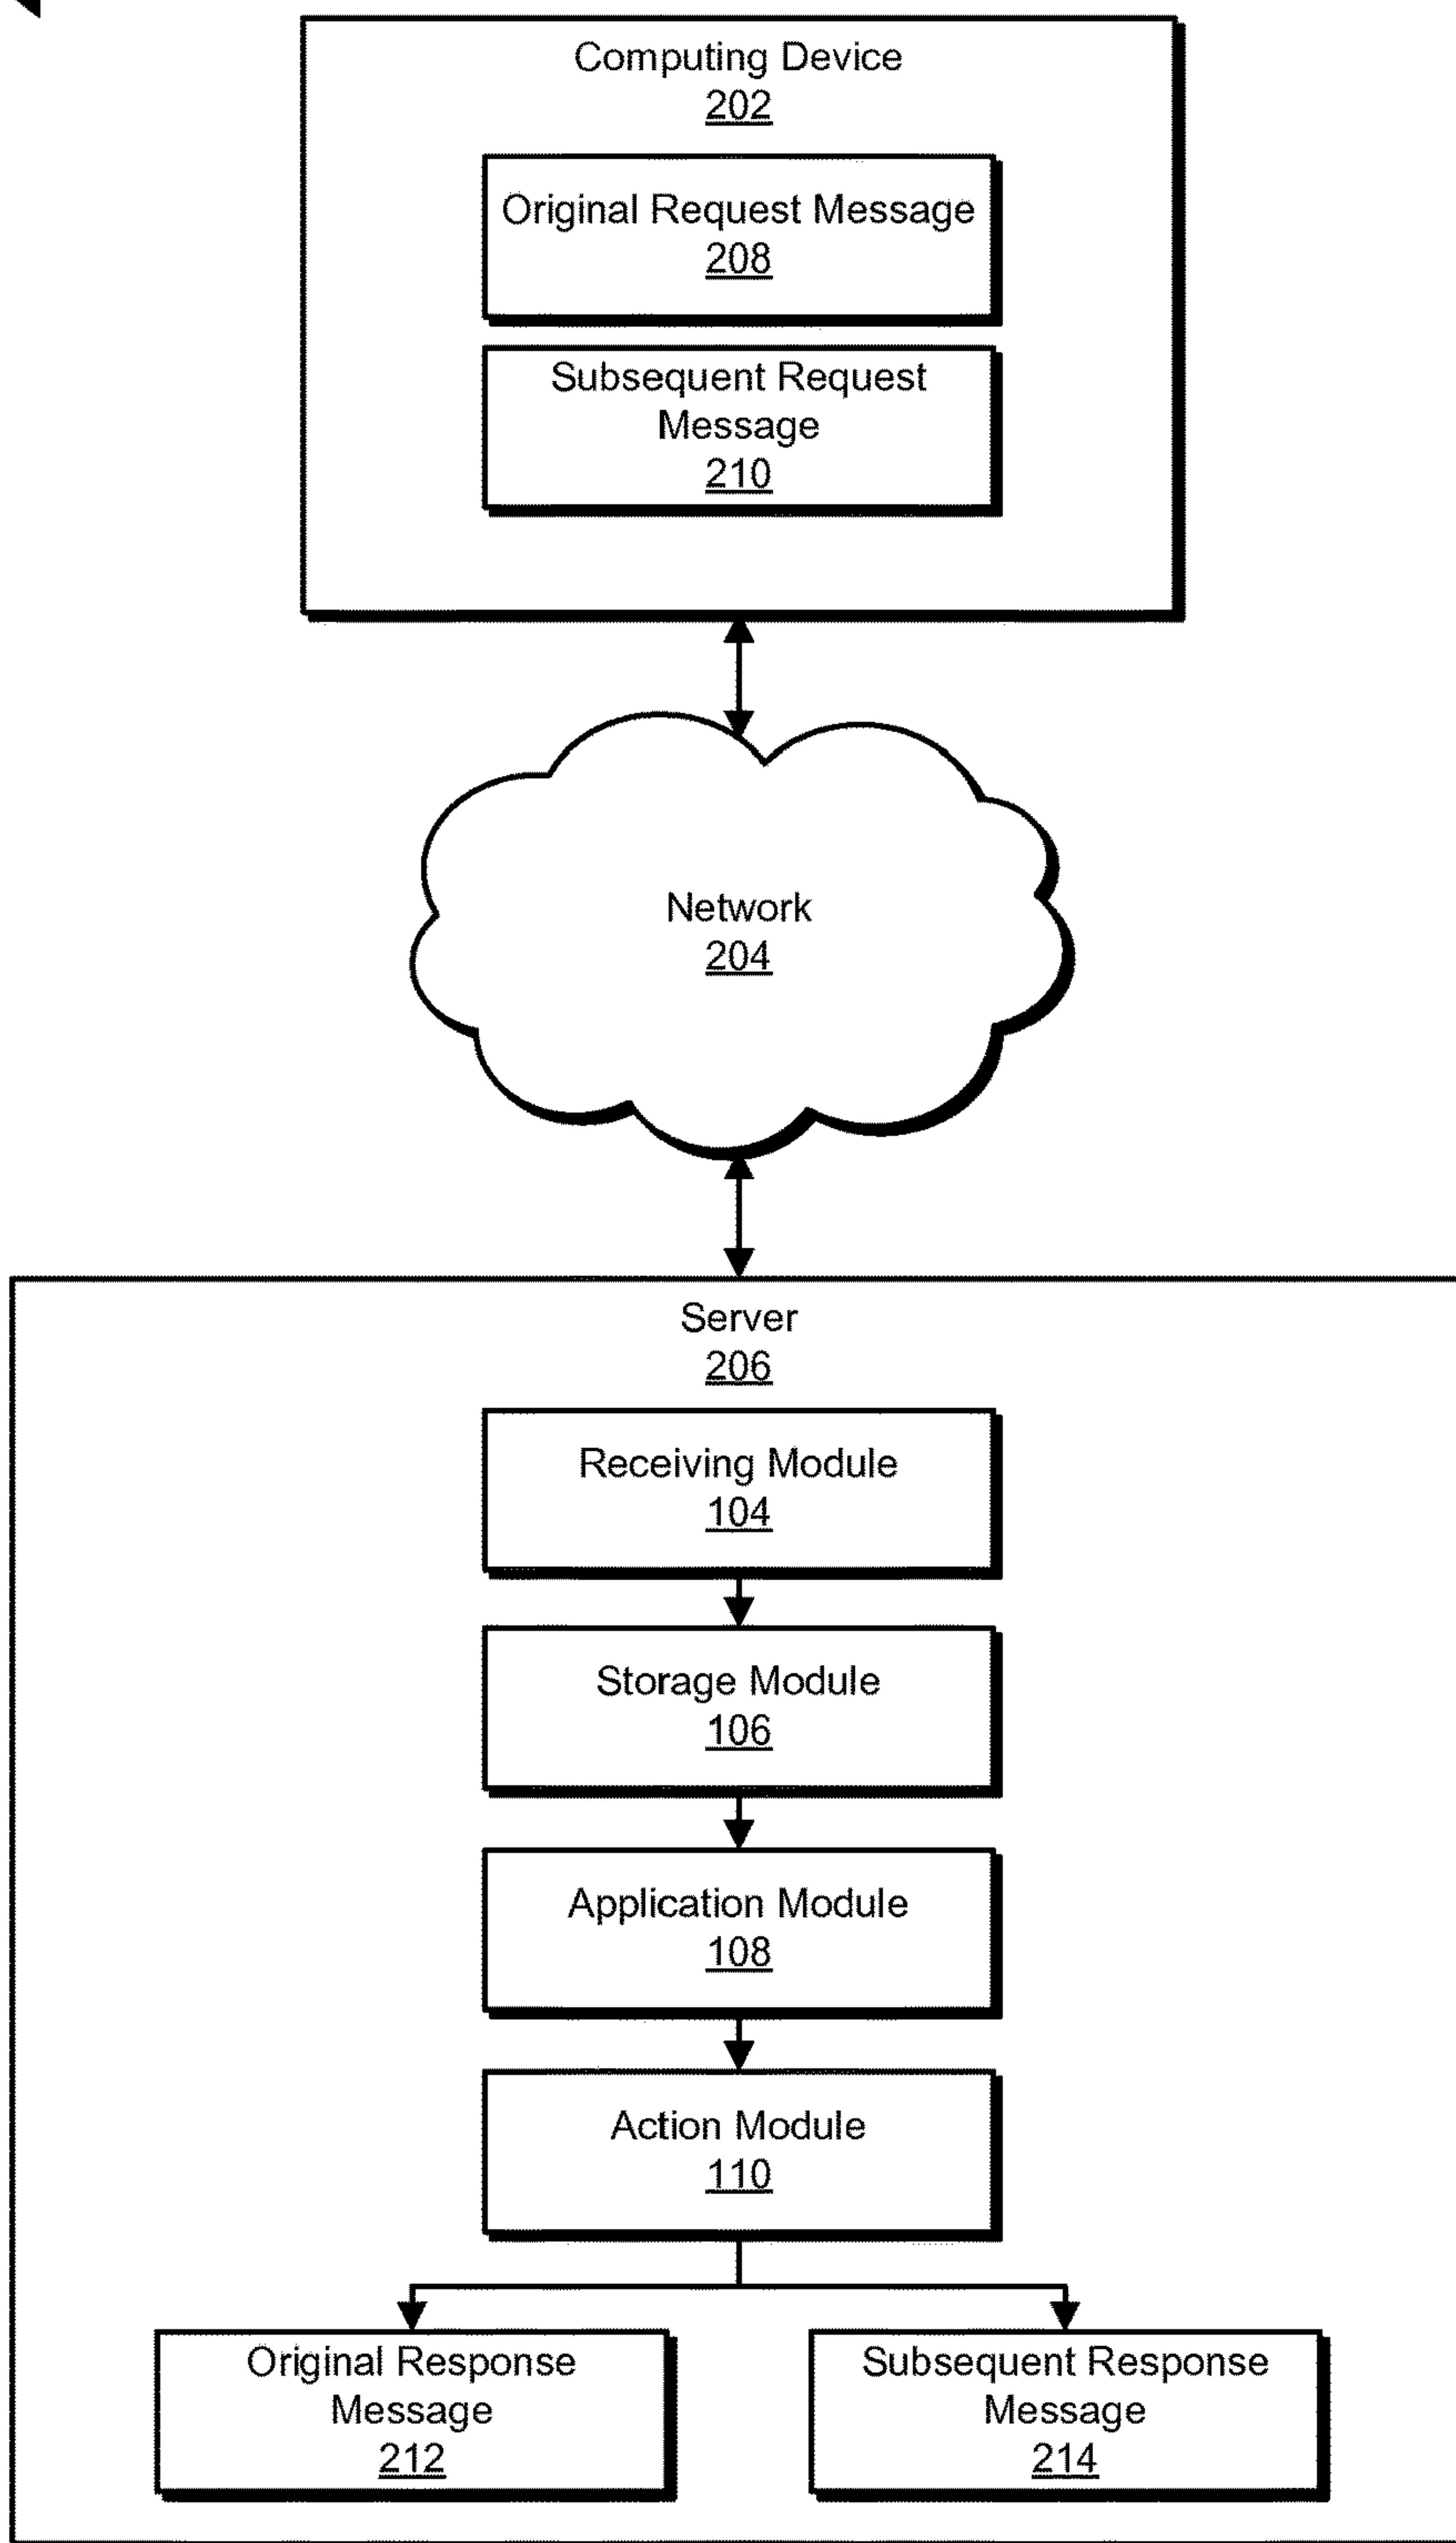 Computing Device
202
Original Request Message
208
Subsequent Request
Message
210
Network
204
Server
206
Receiving Module
104
Storage Module
106
Application Module
108
Action Module
110
Original Response
Message
212
Subsequent Response
Message
214